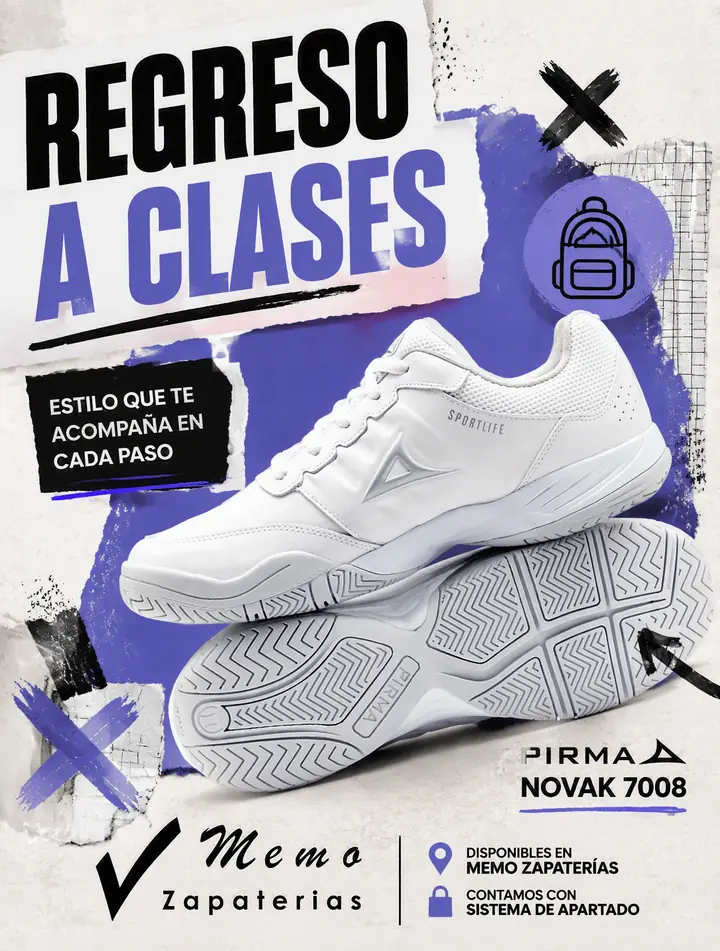 REGRESO
A CLASES
ESTILO QUE TE
ACOMPAÑA EN
CADA PASO
SPORTLIFE
PIRMA
PIRMA
NOVAK 7008
Memo
Zapaterias
DISPONIBLES EN
MEMO ZAPATERÍAS
CONTAMOS CON
SISTEMA DE APARTADO